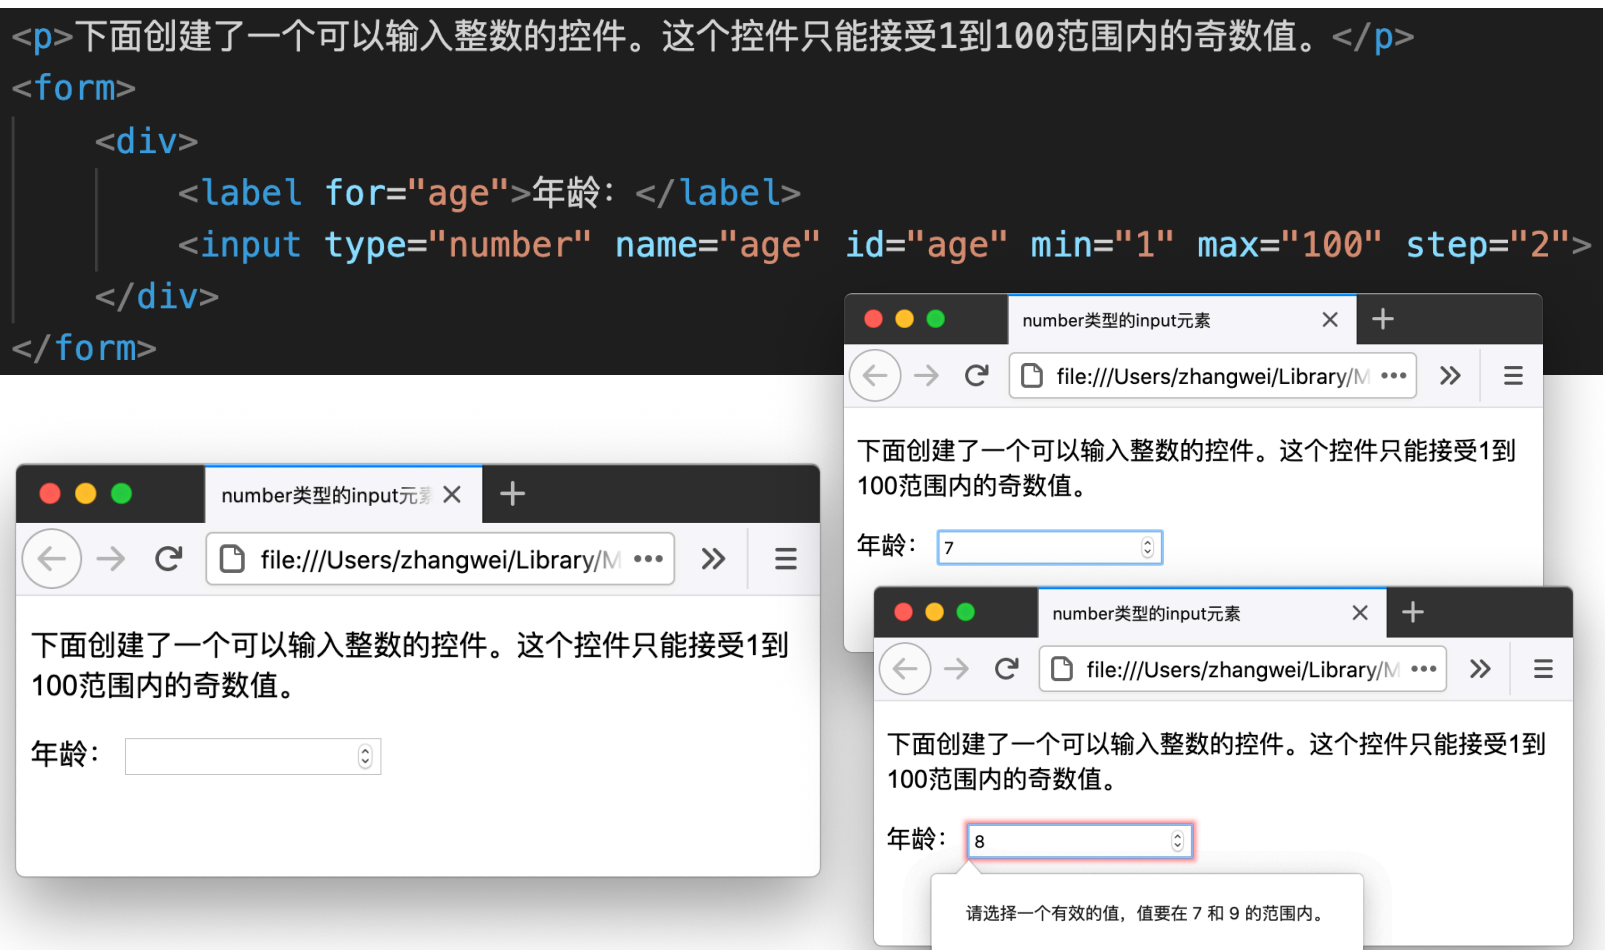 <p>下面创建了一个可以输入整数的控件。这个控件只能接受1到100范围内的奇数值。</p>
<form>
<div>
<label for="age">年龄：</label>
<input type="number" name="age" id="age" min="1" max="100" step="2">
</div>
</form>
number类型的input元素
file:///Users/zhangwei/Library/M
下面创建了一个可以输入整数的控件。这个控件只能接受1到
100范围内的奇数值。
年龄：
number类型的input元素
file:///Users/zhangwei/Library/M
下面创建了一个可以输入整数的控件。这个控件只能接受1到
100范围内的奇数值。
年龄： 7
number类型的input元素
file:///Users/zhangwei/Library/M
下面创建了一个可以输入整数的控件。这个控件只能接受1到
100范围内的奇数值。
年龄： 8
请选择一个有效的值，值要在 7 和 9 的范围内。